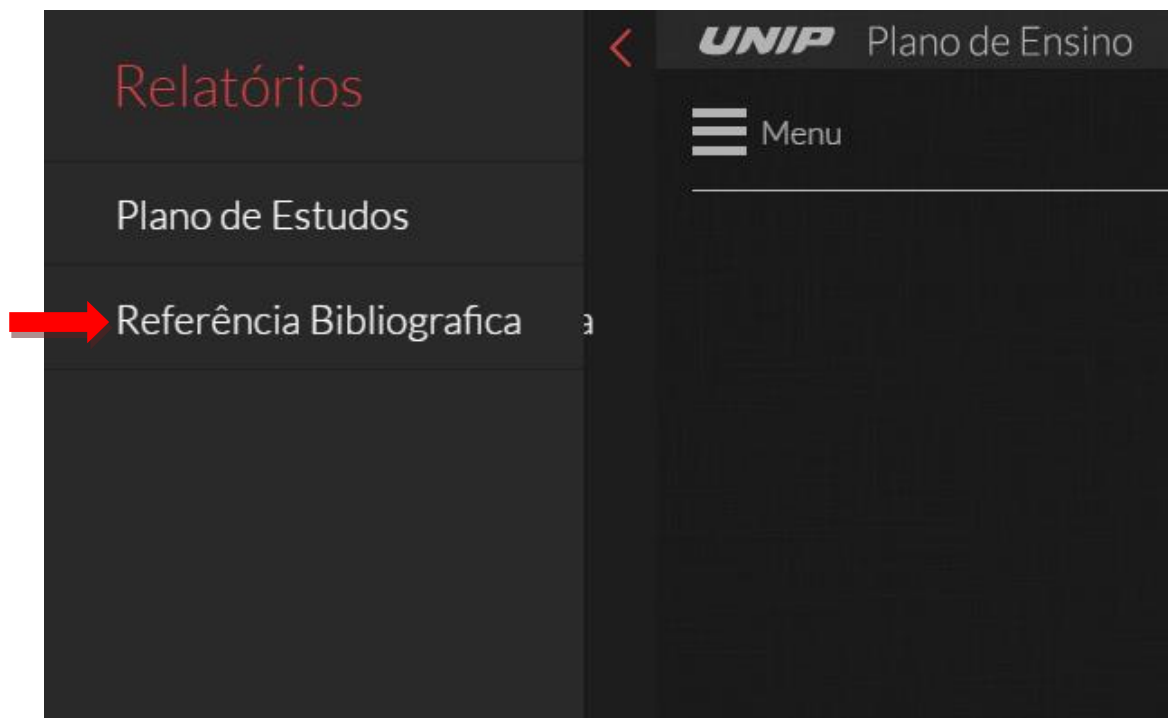 Relatórios
Plano de Estudos
Referência Bibliografica
a
UNIP Plano de Ensino
Menu